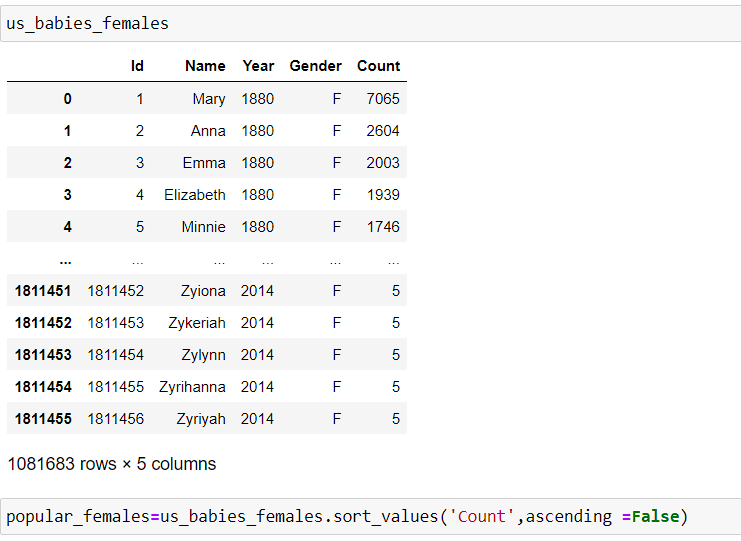 us_babies_females
Id Name Year Gender Count
0 1 Mary 1880 F 7065
1 2 Anna 1880 F 2604
2 3 Emma 1880 F 2003
3 4 Elizabeth 1880 F 1939
4 5 Minnie 1880 F 1746
... ... ... ... ... ...
1811451 1811452 Zyiona 2014 F 5
1811452 1811453 Zykeriah 2014 F 5
1811453 1811454 Zylynn 2014 F 5
1811454 1811455 Zyrihanna 2014 F 5
1811455 1811456 Zyriyah 2014 F 5
1081683 rows × 5 columns
popular_females=us_babies_females.sort_values('Count',ascending =False)